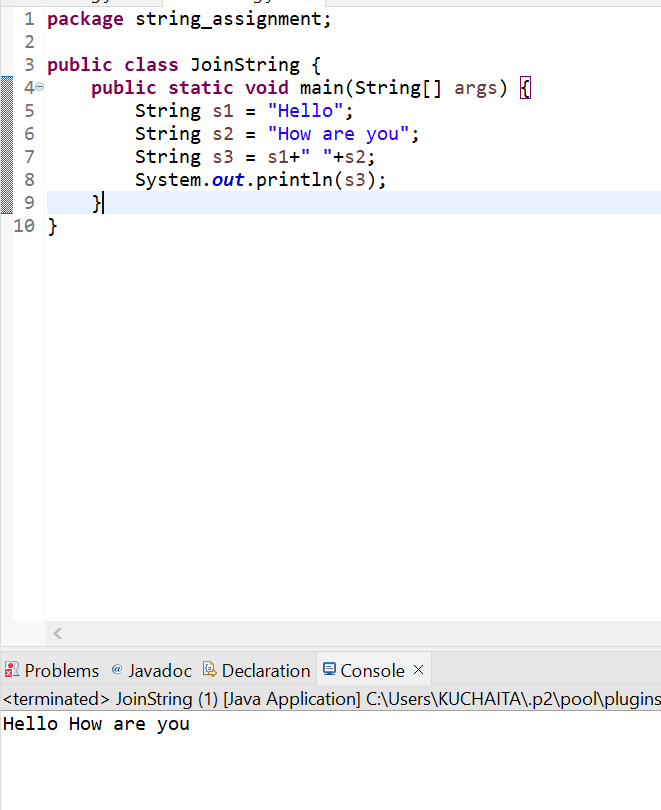 1 package string_assignment;
2
3 public class JoinString {
4 public static void main(String[] args) {
5 String s1 = "Hello";
6 String s2 = "How are you";
7 String s3 = s1+" "+s2;
8 System.out.println(s3);
9 }
10 }
Problems @ Javadoc Declaration Console
<terminated> JoinString (1) [Java Application] C:\Users\KUCHAITA\.p2\pool\plugins
Hello How are you